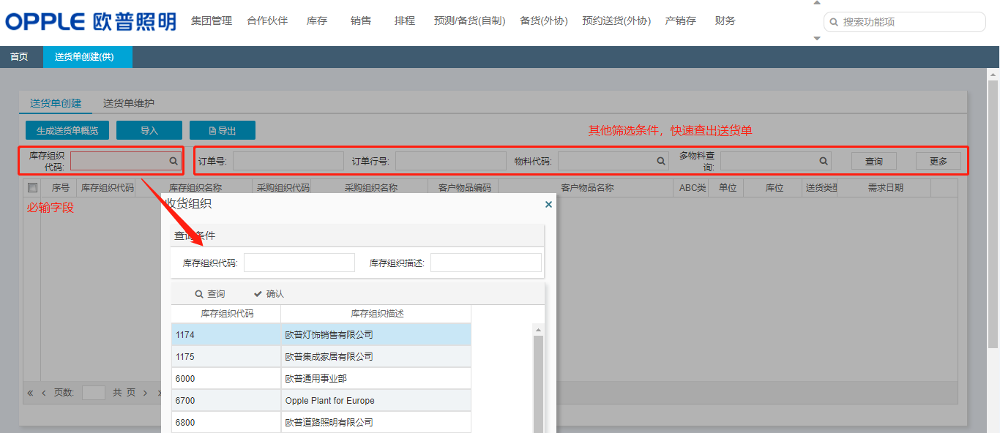 OPPLE 欧普照明
集团管理 合作伙伴 库存 销售 排程 预测/备货(自制) 备货(外协) 预约送货(外协) 产销存 财务
搜索功能项
首页 送货单创建(供)
送货单创建 送货单维护
生成送货单概览 导入 导出
其他筛选条件，快速查出送货单
库存组织代码: 订单号: 订单行号: 物料代码: 多物料查询: 查询 更多
序号 库存组织代码 库存组织名称 采购组织代码 采购组织名称 客户物品编码 客户物品名称 ABC类 单位 库位 送货类型 需求日期
必输字段
收货组织
查询条件
库存组织代码: 库存组织描述:
查询 确认
库存组织代码 库存组织描述
1174 欧普灯饰销售有限公司
1175 欧普集成家居有限公司
6000 欧普通用事业部
6700 Opple Plant for Europe
6800 欧普道路照明有限公司
页数: 共 页